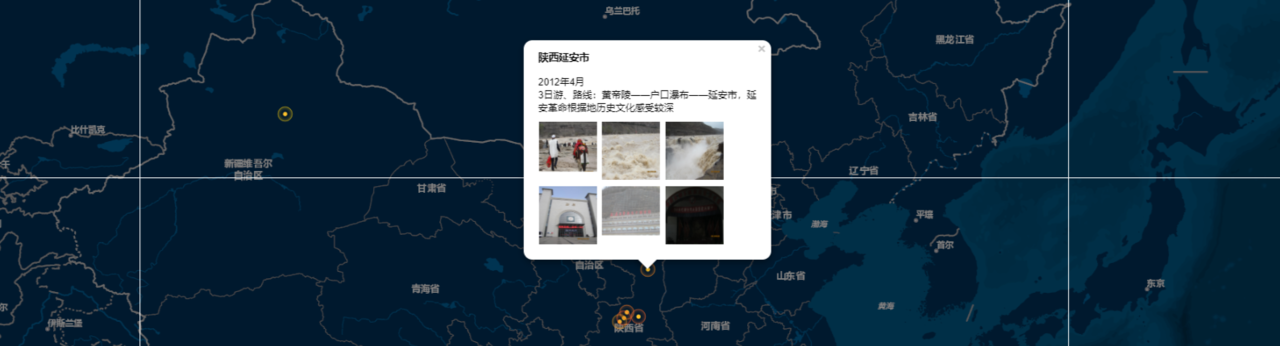 乌兰巴托
黑龙江省
×
陕西延安市
2012年4月
3日游、路线：黄帝陵——户口瀑布——延安市，延
安革命根据地历史文化感受较深
吉林省
比什凯克
新疆维吾尔
自治区
甘肃省
辽宁省
津市
平壤
渤海
首尔
自治区
山东省
青海省
东京
黄海
伊斯兰堡
陕西省
河南省